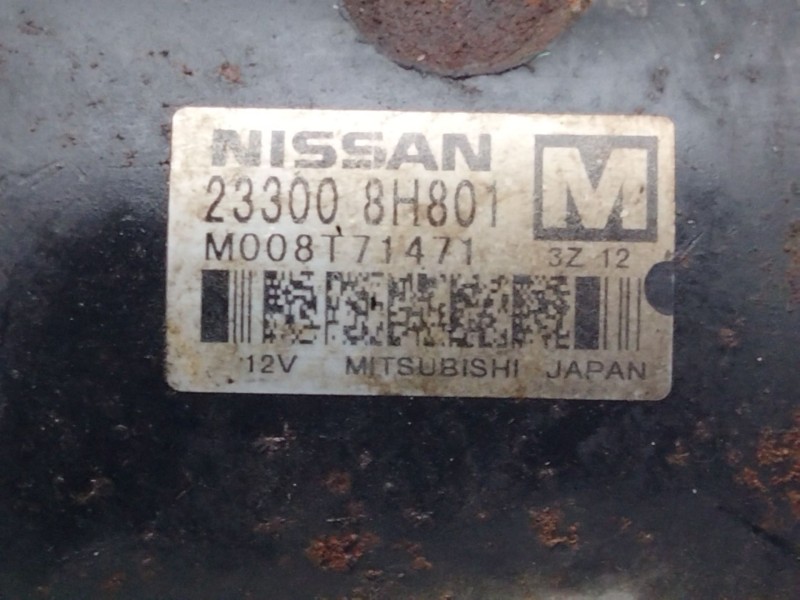 NISSAN
23300 8H801
M
M008T71471
3Z 12
12V MITSUBISHI JAPAN